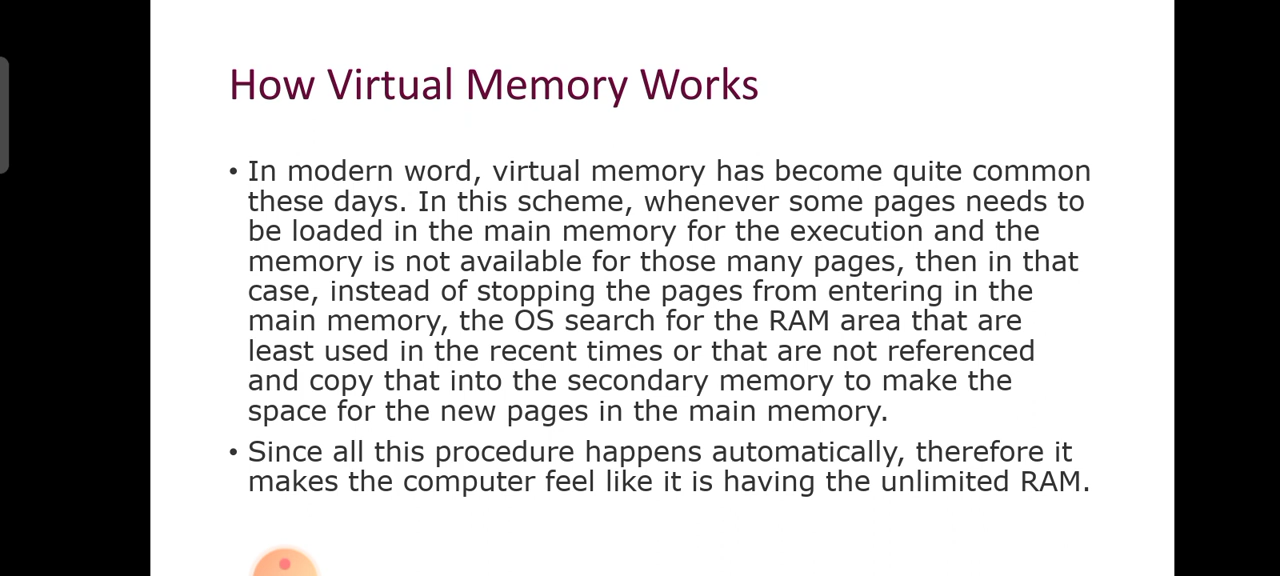 How Virtual Memory Works
• In modern word, virtual memory has become quite common
these days. In this scheme, whenever some pages needs to
be loaded in the main memory for the execution and the
memory is not available for those many pages, then in that
case, instead of stopping the pages from entering in the
main memory, the OS search for the RAM area that are
least used in the recent times or that are not referenced
and copy that into the secondary memory to make the
space for the new pages in the main memory.
• Since all this procedure happens automatically, therefore it
makes the computer feel like it is having the unlimited RAM.